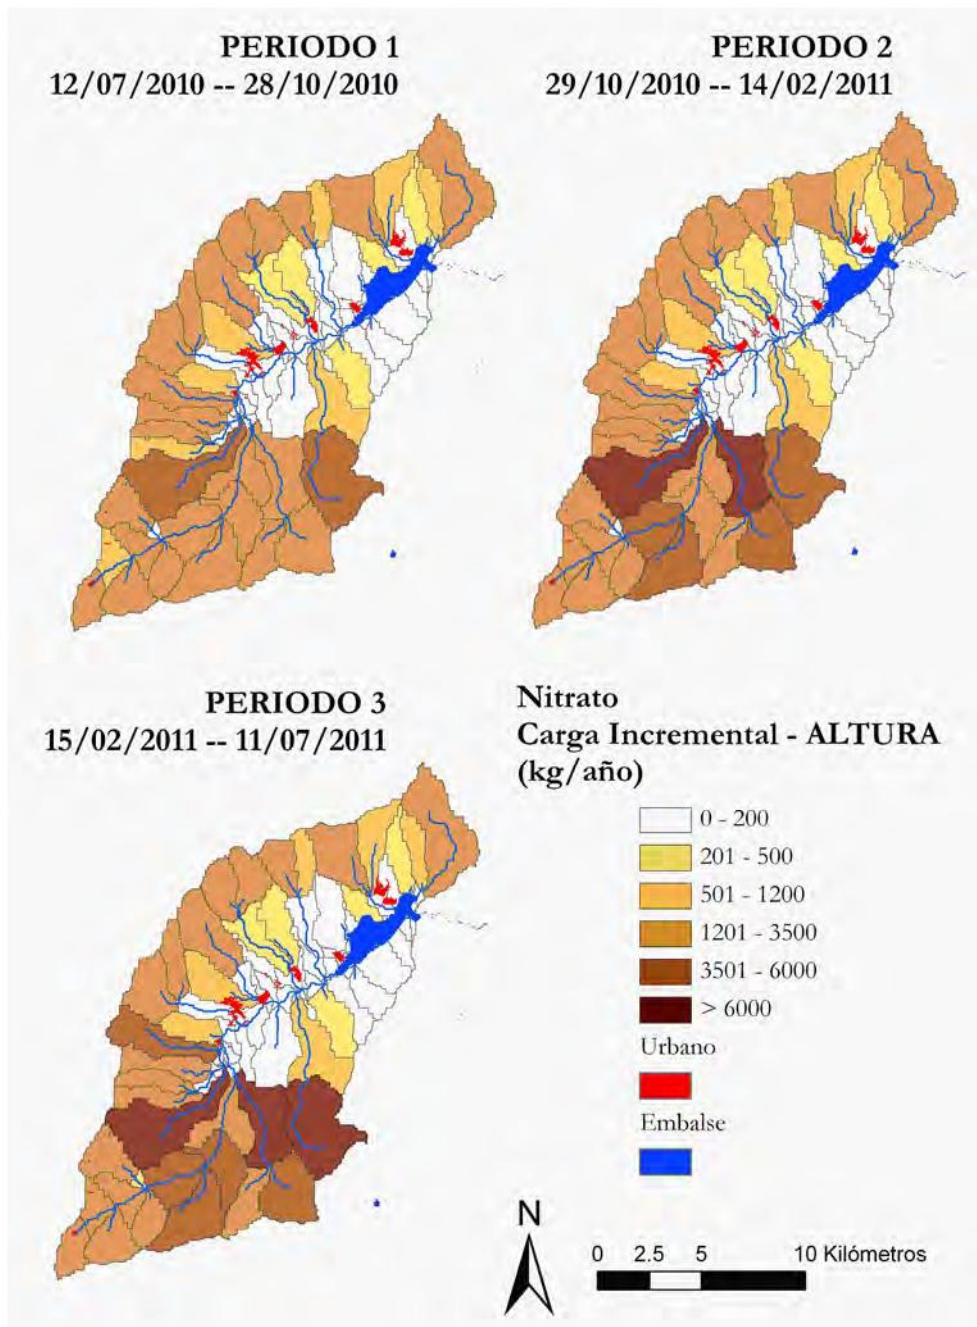 PERIODO 1
12/07/2010 -- 28/10/2010
PERIODO 2
29/10/2010 -- 14/02/2011
PERIODO 3
15/02/2011 -- 11/07/2011
Nitrato
Carga Incremental - ALTURA
(kg/año)
0 - 200
201 - 500
501 - 1200
1201 - 3500
3501 - 6000
> 6000
Urbano
Embalse
N
0 2.5 5 10 Kilómetros